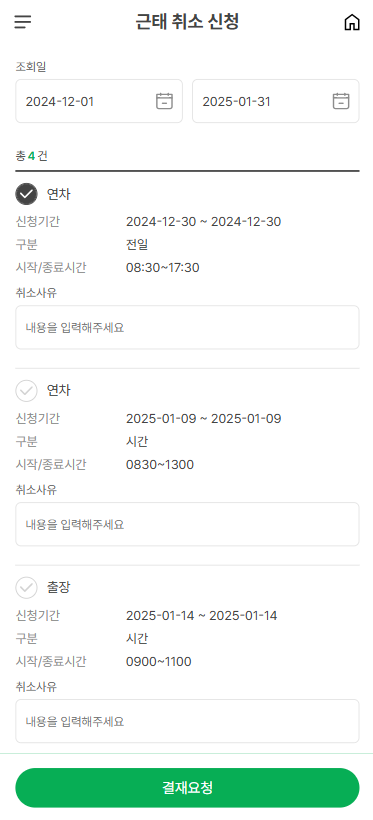 근태 취소 신청
조회일
2024-12-01 2025-01-31
총 4 건
연차
신청기간 2024-12-30 ~ 2024-12-30
구분 전일
시작/종료시간 08:30~17:30
취소사유
내용을 입력해주세요
연차
신청기간 2025-01-09 ~ 2025-01-09
구분 시간
시작/종료시간 0830~1300
취소사유
내용을 입력해주세요
출장
신청기간 2025-01-14 ~ 2025-01-14
구분 시간
시작/종료시간 0900~1100
취소사유
내용을 입력해주세요
결재요청